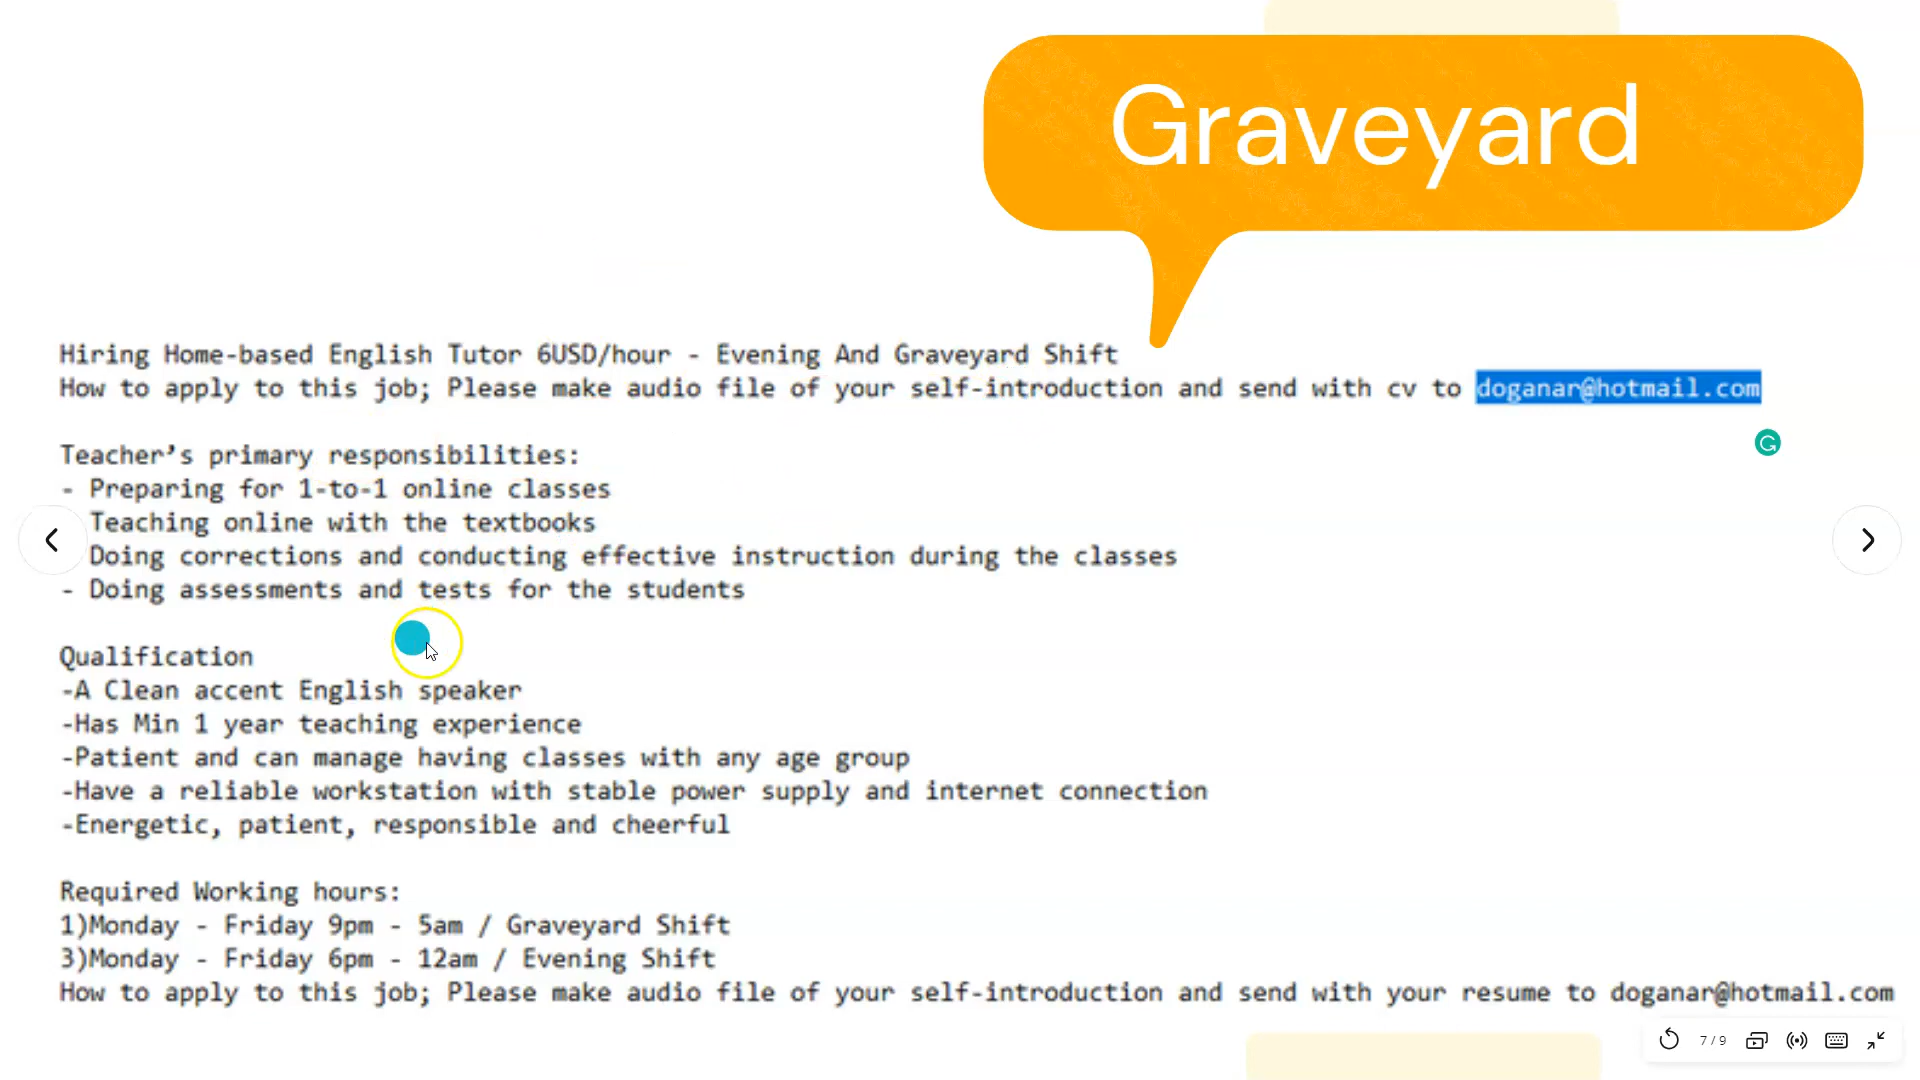 Graveyard
Hiring Home-based English Tutor 6USD/hour - Evening And Graveyard Shift
How to apply to this job; Please make audio file of your self-introduction and send with cv to doganar@hotmail.com
Teacher’s primary responsibilities:
- Preparing for 1-to-1 online classes
Teaching online with the textbooks
Doing corrections and conducting effective instruction during the classes
- Doing assessments and tests for the students
Qualification
-A Clean accent English speaker
-Has Min 1 year teaching experience
-Patient and can manage having classes with any age group
-Have a reliable workstation with stable power supply and internet connection
-Energetic, patient, responsible and cheerful
Required Working hours:
1)Monday - Friday 9pm - 5am / Graveyard Shift
3)Monday - Friday 6pm - 12am / Evening Shift
How to apply to this job; Please make audio file of your self-introduction and send with your resume to doganar@hotmail.com
7 / 9